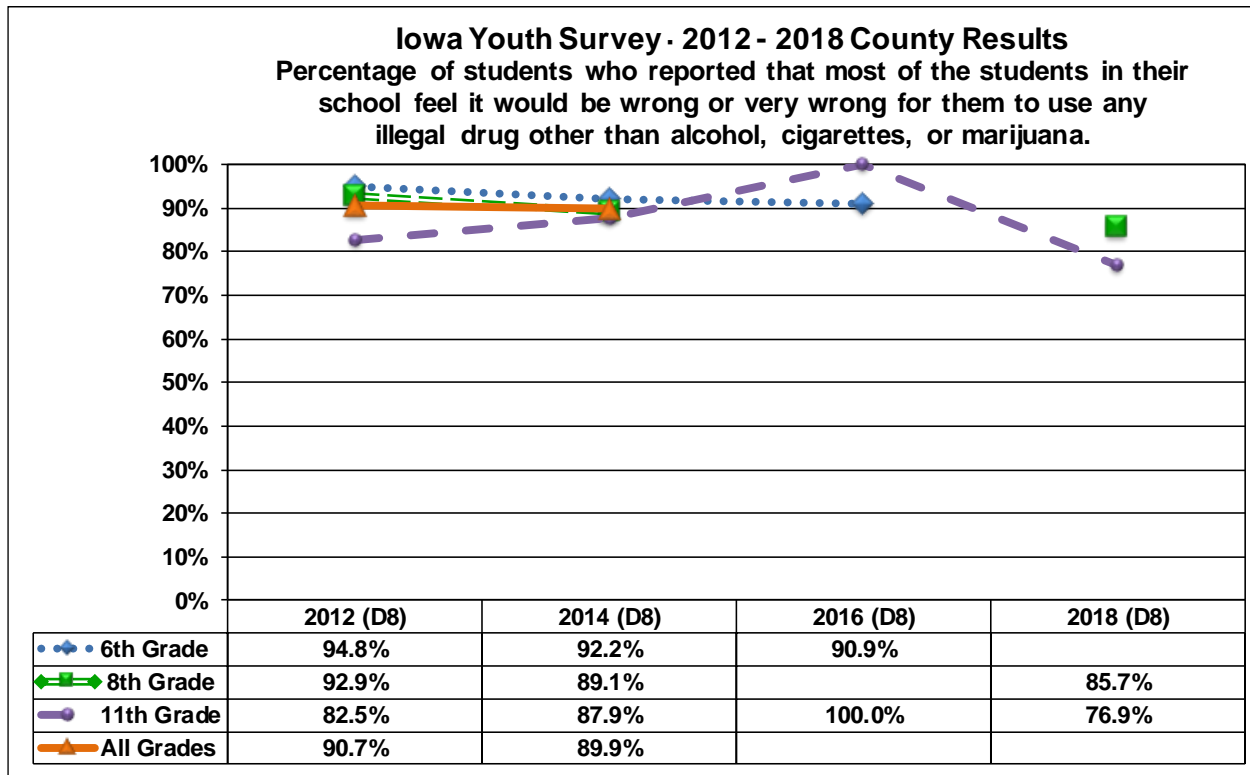 Iowa Youth Survey · 2012 - 2018 County Results
Percentage of students who reported that most of the students in their
school feel it would be wrong or very wrong for them to use any
illegal drug other than alcohol, cigarettes, or marijuana.
100%
90%
80%
70%
60%
50%
40%
30%
20%
10%
0%
2012 (D8) 2014 (D8) 2016 (D8) 2018 (D8)
6th Grade 94.8% 92.2% 90.9%
8th Grade 92.9% 89.1% 85.7%
11th Grade 82.5% 87.9% 100.0% 76.9%
All Grades 90.7% 89.9%